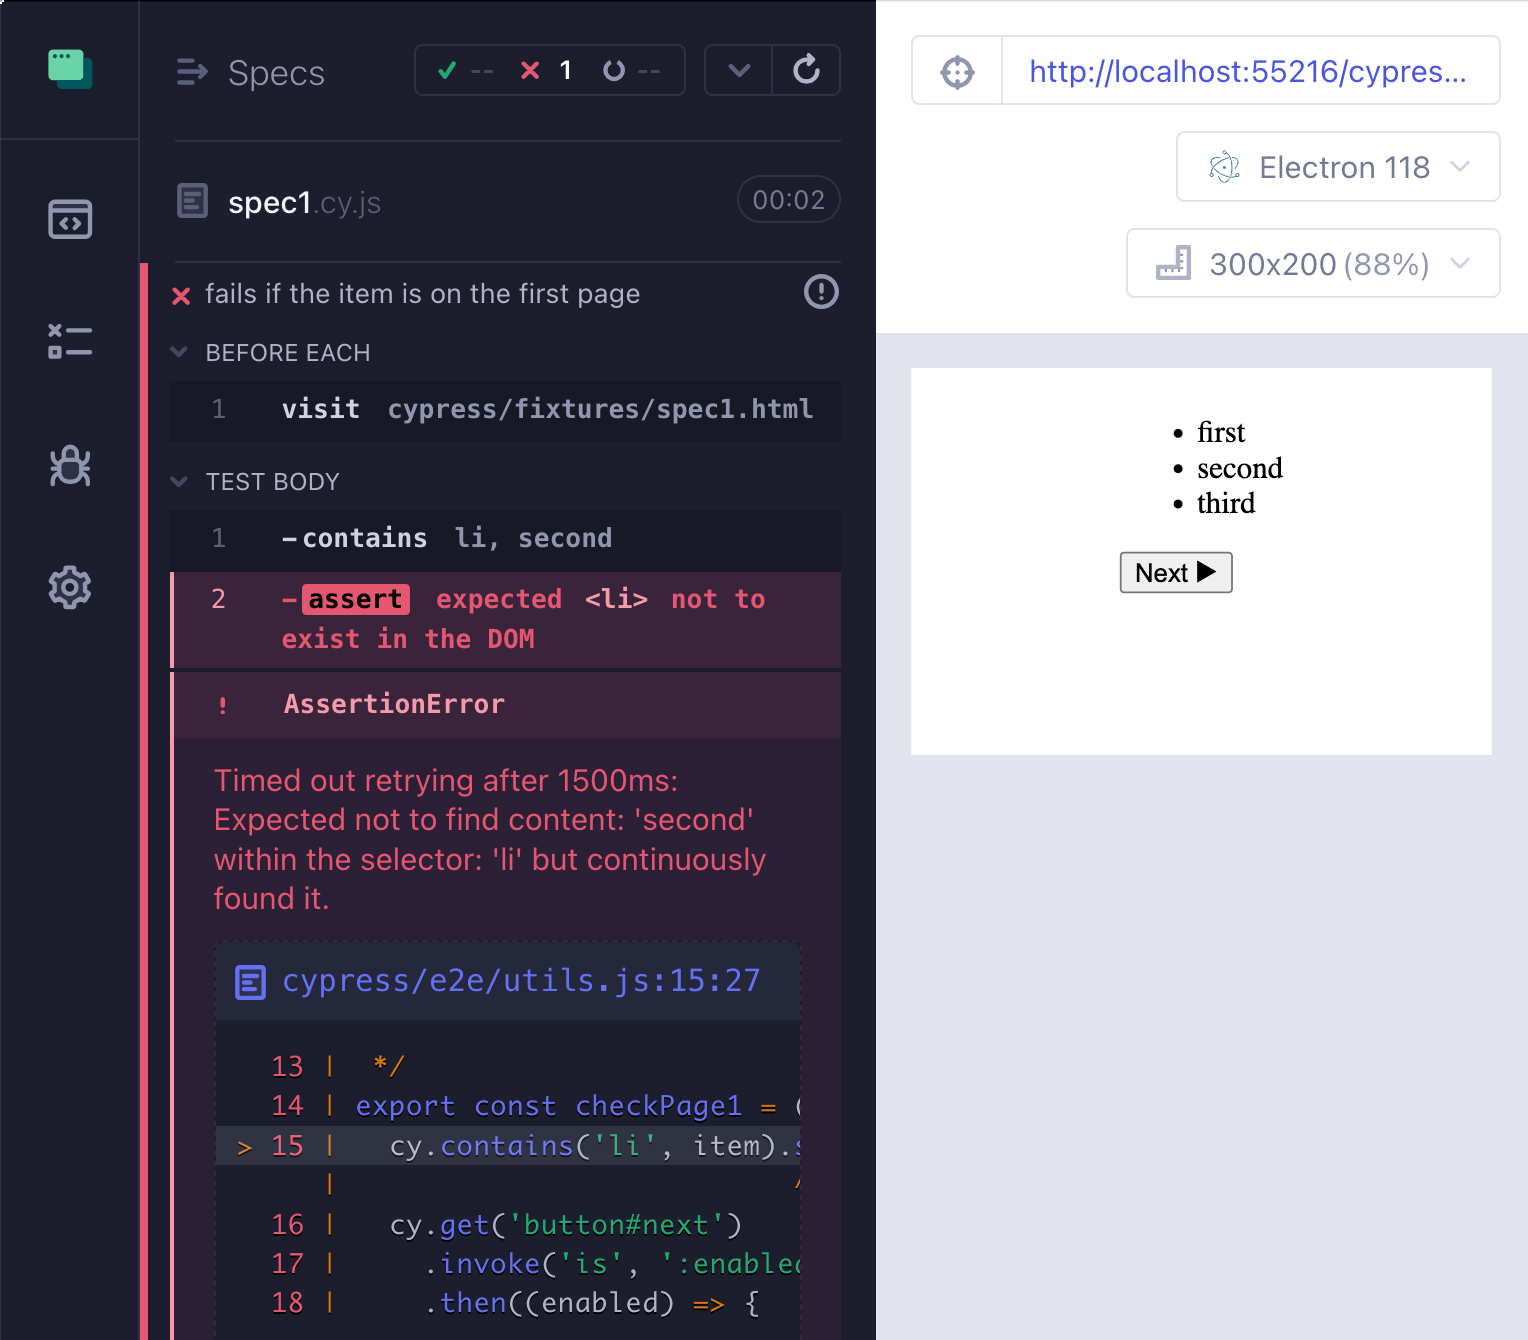 Specs
-- 1 --
spec1.cy.js
00:02
fails if the item is on the first page
BEFORE EACH
1 visit cypress/fixtures/spec1.html
TEST BODY
1 -contains li, second
2 -assert expected <li> not to
exist in the DOM
! AssertionError
Timed out retrying after 1500ms:
Expected not to find content: 'second'
within the selector: 'li' but continuously
found it.
cypress/e2e/utils.js:15:27
13 | */
14 | export const checkPage1 = (
> 15 | cy.contains('li', item).s
| ^
16 | cy.get('button#next')
17 | .invoke('is', ':enabled
18 | .then((enabled) => {
http://localhost:55216/cypres...
Electron 118
300x200 (88%)
• first
• second
• third
Next ▶